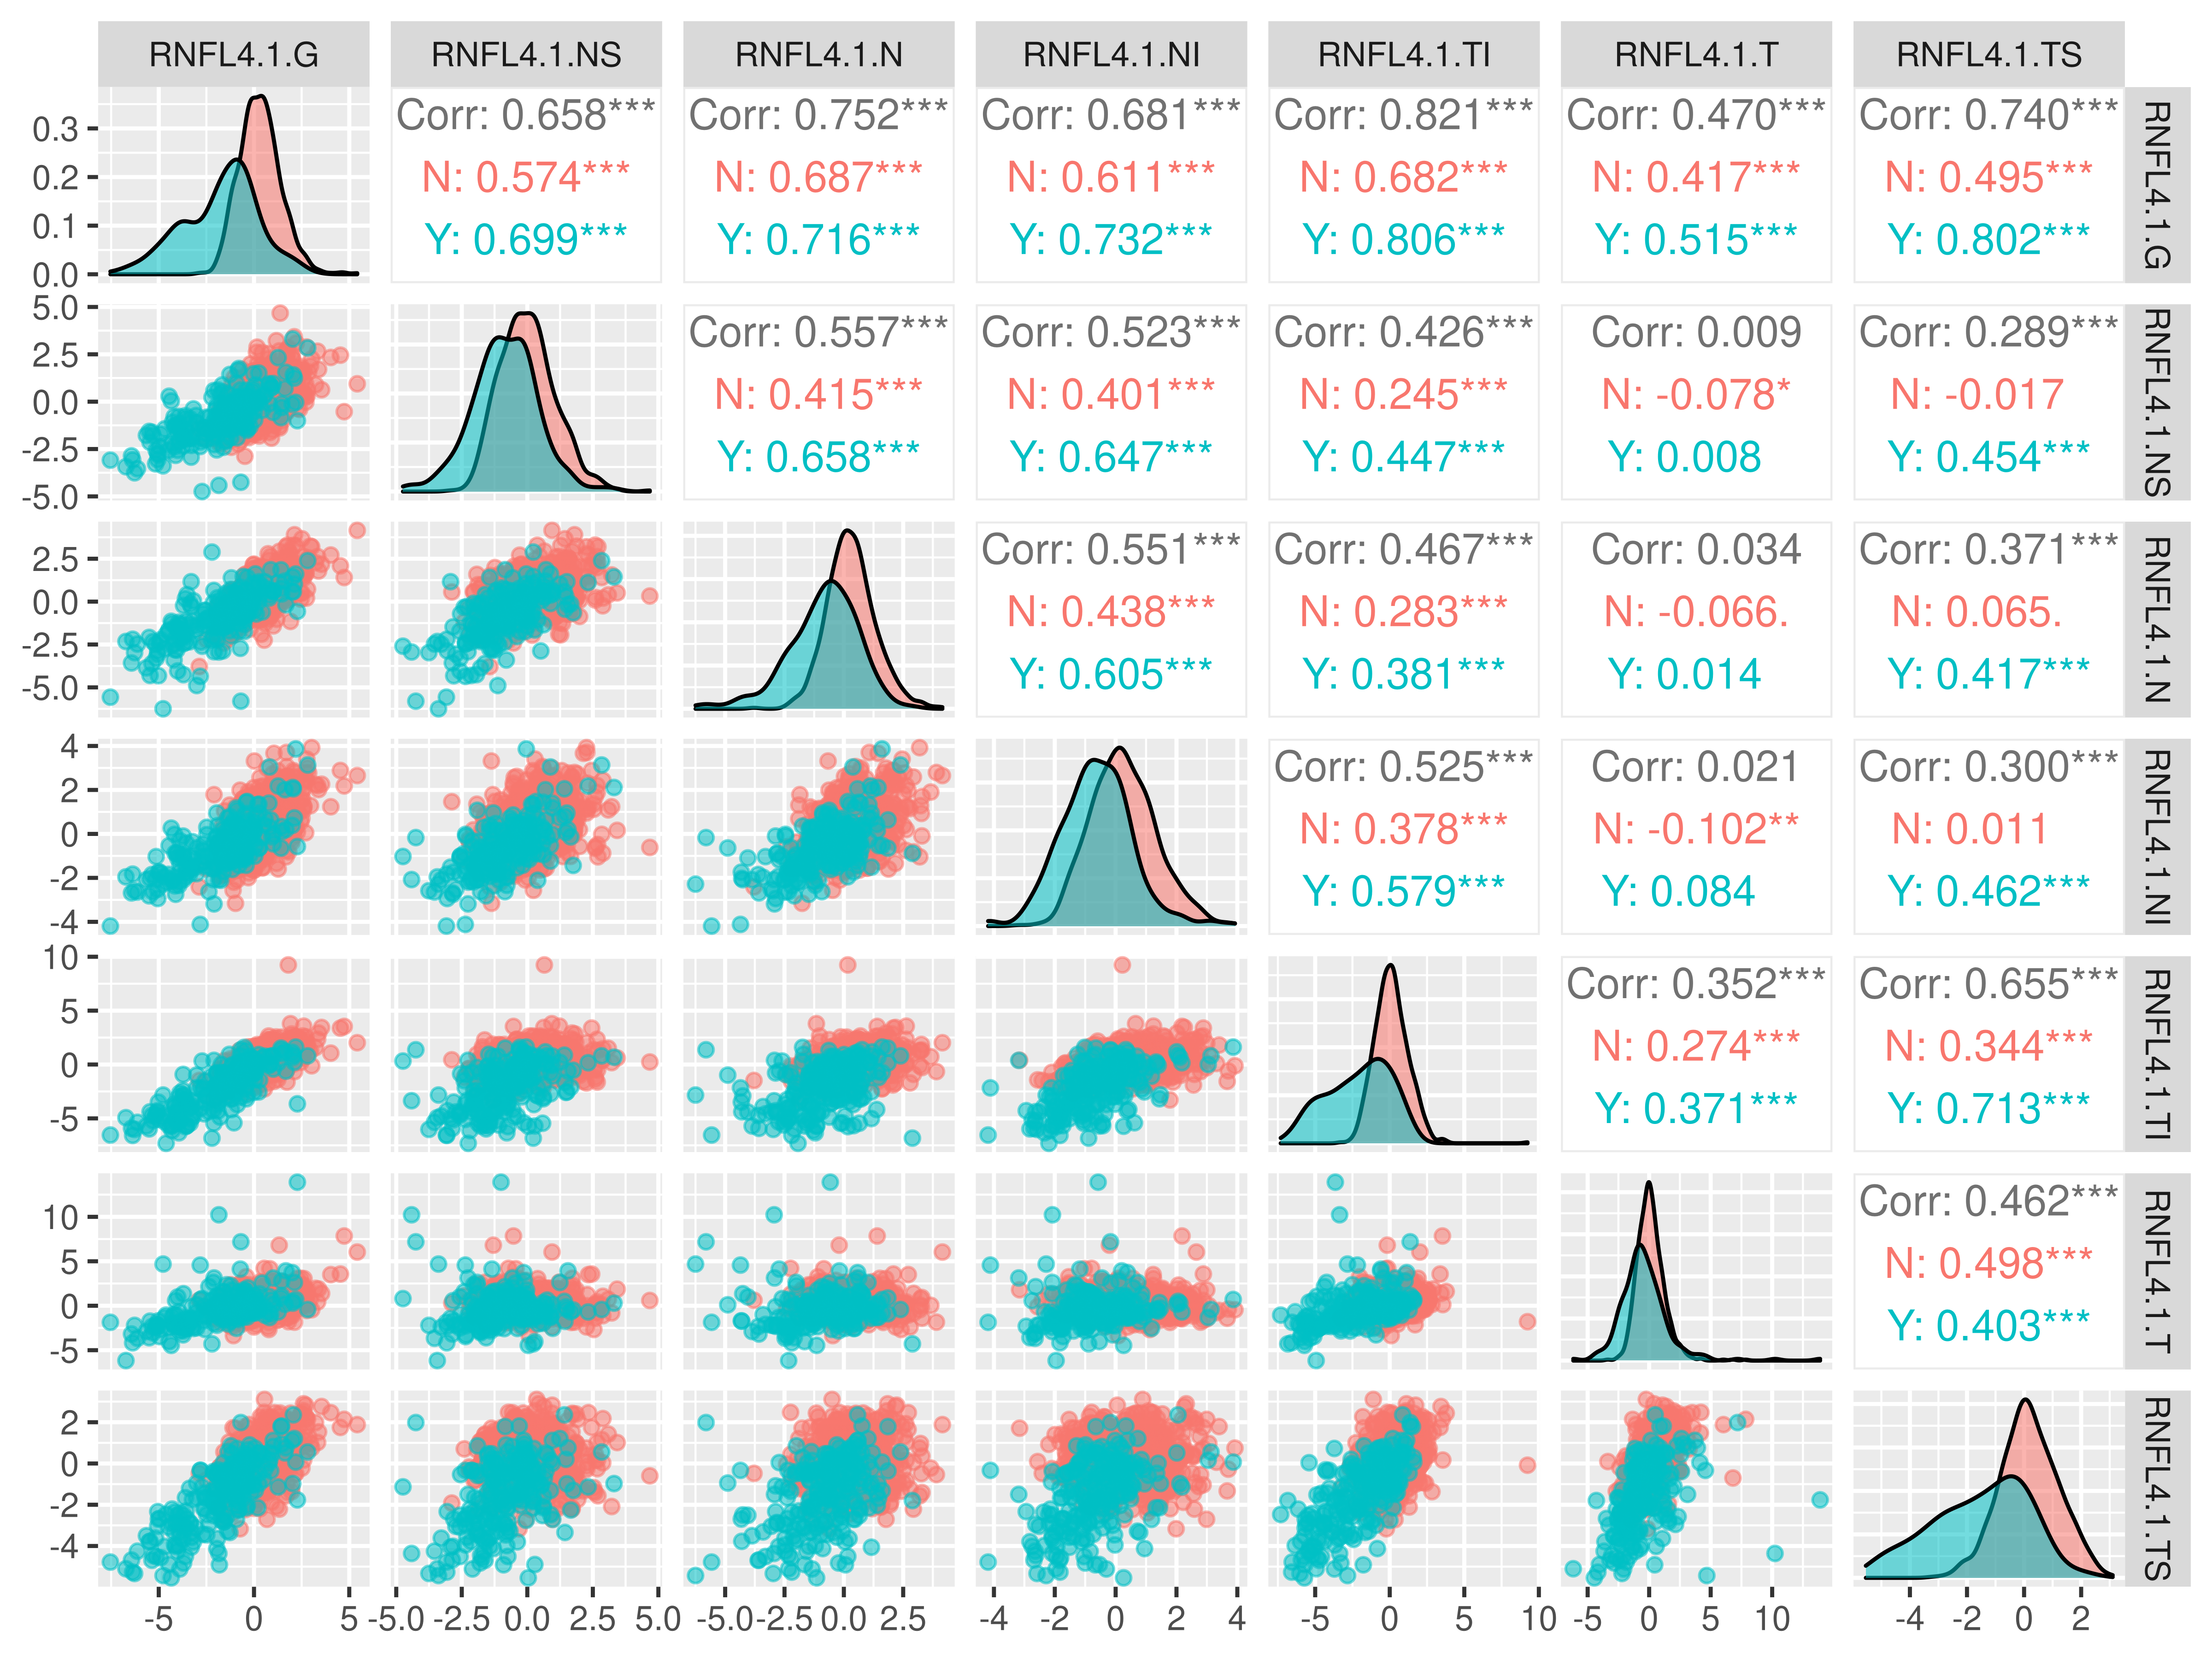 RNFL4.1.G RNFL4.1.NS RNFL4.1.N RNFL4.1.NI RNFL4.1.TI RNFL4.1.T RNFL4.1.TS
Corr: 0.658*** Corr: 0.752*** Corr: 0.681*** Corr: 0.821*** Corr: 0.470*** Corr: 0.740***
N: 0.574*** N: 0.687*** N: 0.611*** N: 0.682*** N: 0.417*** N: 0.495***
Y: 0.699*** Y: 0.716*** Y: 0.732*** Y: 0.806*** Y: 0.515*** Y: 0.802***
RNFL4.1.G
0.3
0.2
0.1
0.0
Corr: 0.557*** Corr: 0.523*** Corr: 0.426*** Corr: 0.009 Corr: 0.289***
N: 0.415*** N: 0.401*** N: 0.245*** N: -0.078* N: -0.017
Y: 0.658*** Y: 0.647*** Y: 0.447*** Y: 0.008 Y: 0.454***
RNFL4.1.NS
5.0
2.5
0.0
-2.5
-5.0
Corr: 0.551*** Corr: 0.467*** Corr: 0.034 Corr: 0.371***
N: 0.438*** N: 0.283*** N: -0.066. N: 0.065.
Y: 0.605*** Y: 0.381*** Y: 0.014 Y: 0.417***
RNFL4.1.N
2.5
0.0
-2.5
-5.0
Corr: 0.525*** Corr: 0.021 Corr: 0.300***
N: 0.378*** N: -0.102** N: 0.011
Y: 0.579*** Y: 0.084 Y: 0.462***
RNFL4.1.NI
4
2
0
-2
-4
Corr: 0.352*** Corr: 0.655***
N: 0.274*** N: 0.344***
Y: 0.371*** Y: 0.713***
RNFL4.1.TI
10
5
0
-5
Corr: 0.462***
N: 0.498***
Y: 0.403***
RNFL4.1.T
10
5
0
-5
RNFL4.1.TS
2
0
-2
-4
-5 0 5 -5.0 -2.5 0.0 2.5 5.0 -5.0 -2.5 0.0 2.5 -4 -2 0 2 4 -5 0 5 10 -5 0 5 10 -4 -2 0 2